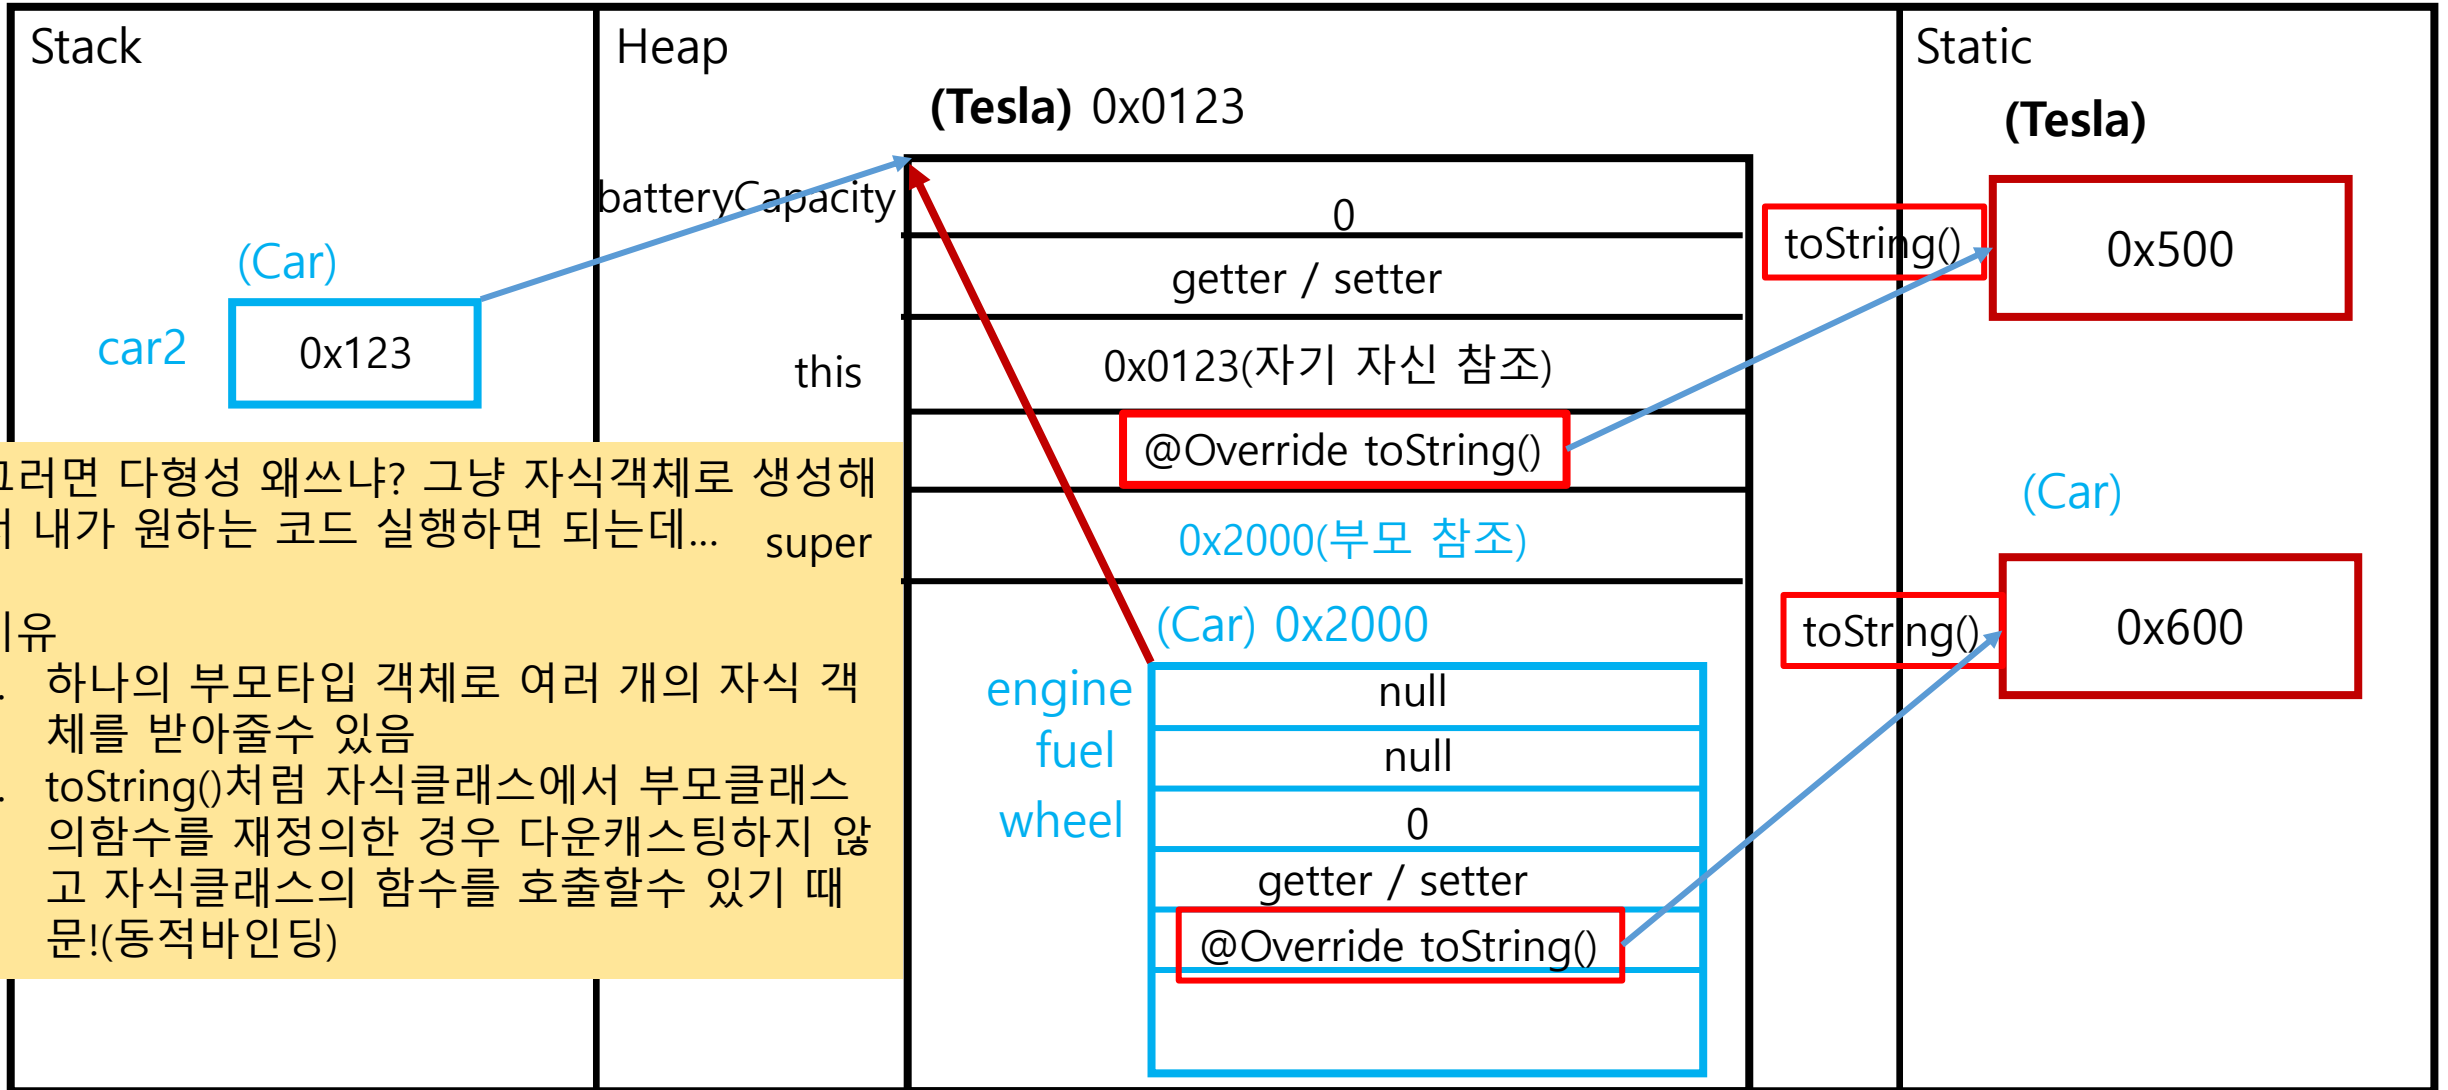 Stack
Heap
Static
(Tesla) 0x0123
(Tesla)
batteryCapacity
0
toString()
0x500
(Car)
getter / setter
car2
0x123
this
0x0123(자기 자신 참조)
@Override toString()
그러면 다형성 왜쓰냐? 그냥 자식객체로 생성해
내가 원하는 코드 실행하면 되는데...
super
0x2000(부모 참조)
(Car)
(Car) 0x2000
toString()
0x600
유
. 하나의 부모타입 객체로 여러 개의 자식 객
체를 받아줄수 있음
. toString()처럼 자식클래스에서 부모클래스
의함수를 재정의한 경우 다운캐스팅하지 않
고 자식클래스의 함수를 호출할수 있기 때
문!(동적바인딩)
engine
null
fuel
null
wheel
0
getter / setter
@Override toString()